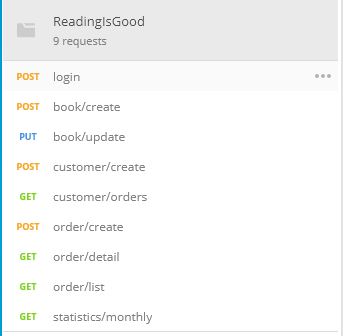 ReadingIsGood
9 requests
POST login
POST book/create
PUT book/update
POST customer/create
GET customer/orders
POST order/create
GET order/detail
GET order/list
GET statistics/monthly